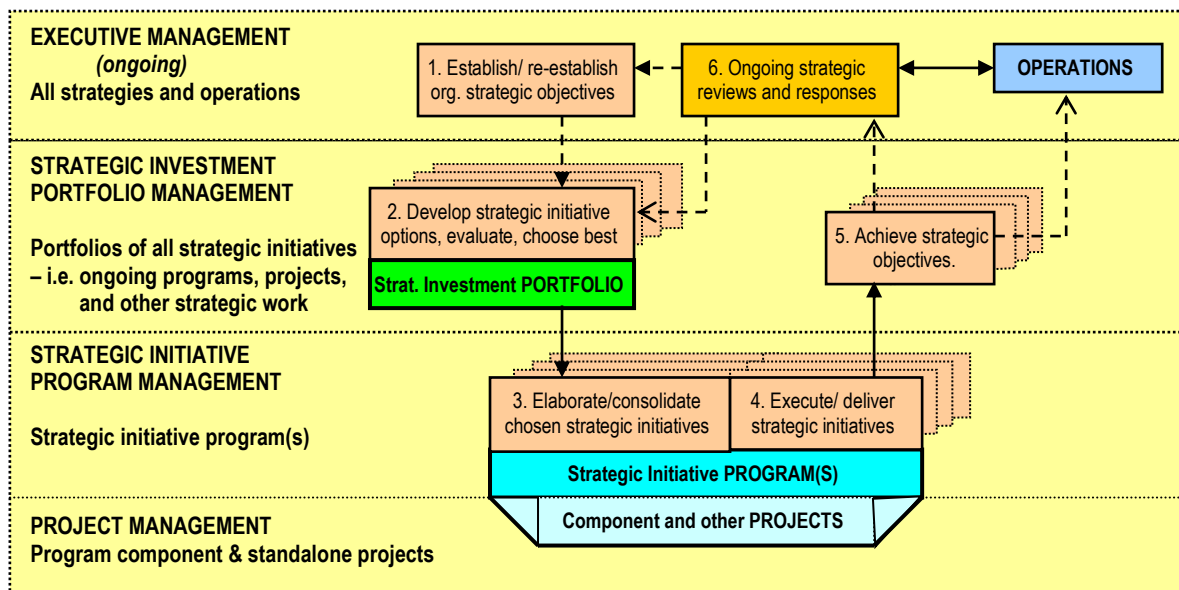 EXECUTIVE MANAGEMENT
(ongoing)
All strategies and operations
1. Establish/ re-establish
org. strategic objectives
6. Ongoing strategic
reviews and responses
OPERATIONS
STRATEGIC INVESTMENT
PORTFOLIO MANAGEMENT
Portfolios of all strategic initiatives
– i.e. ongoing programs, projects,
and other strategic work
2. Develop strategic initiative
options, evaluate, choose best
Strat. Investment PORTFOLIO
5. Achieve strategic
objectives.
STRATEGIC INITIATIVE
PROGRAM MANAGEMENT
Strategic initiative program(s)
3. Elaborate/consolidate
chosen strategic initiatives
4. Execute/ deliver
strategic initiatives
Strategic Initiative PROGRAM(S)
Component and other PROJECTS
PROJECT MANAGEMENT
Program component & standalone projects